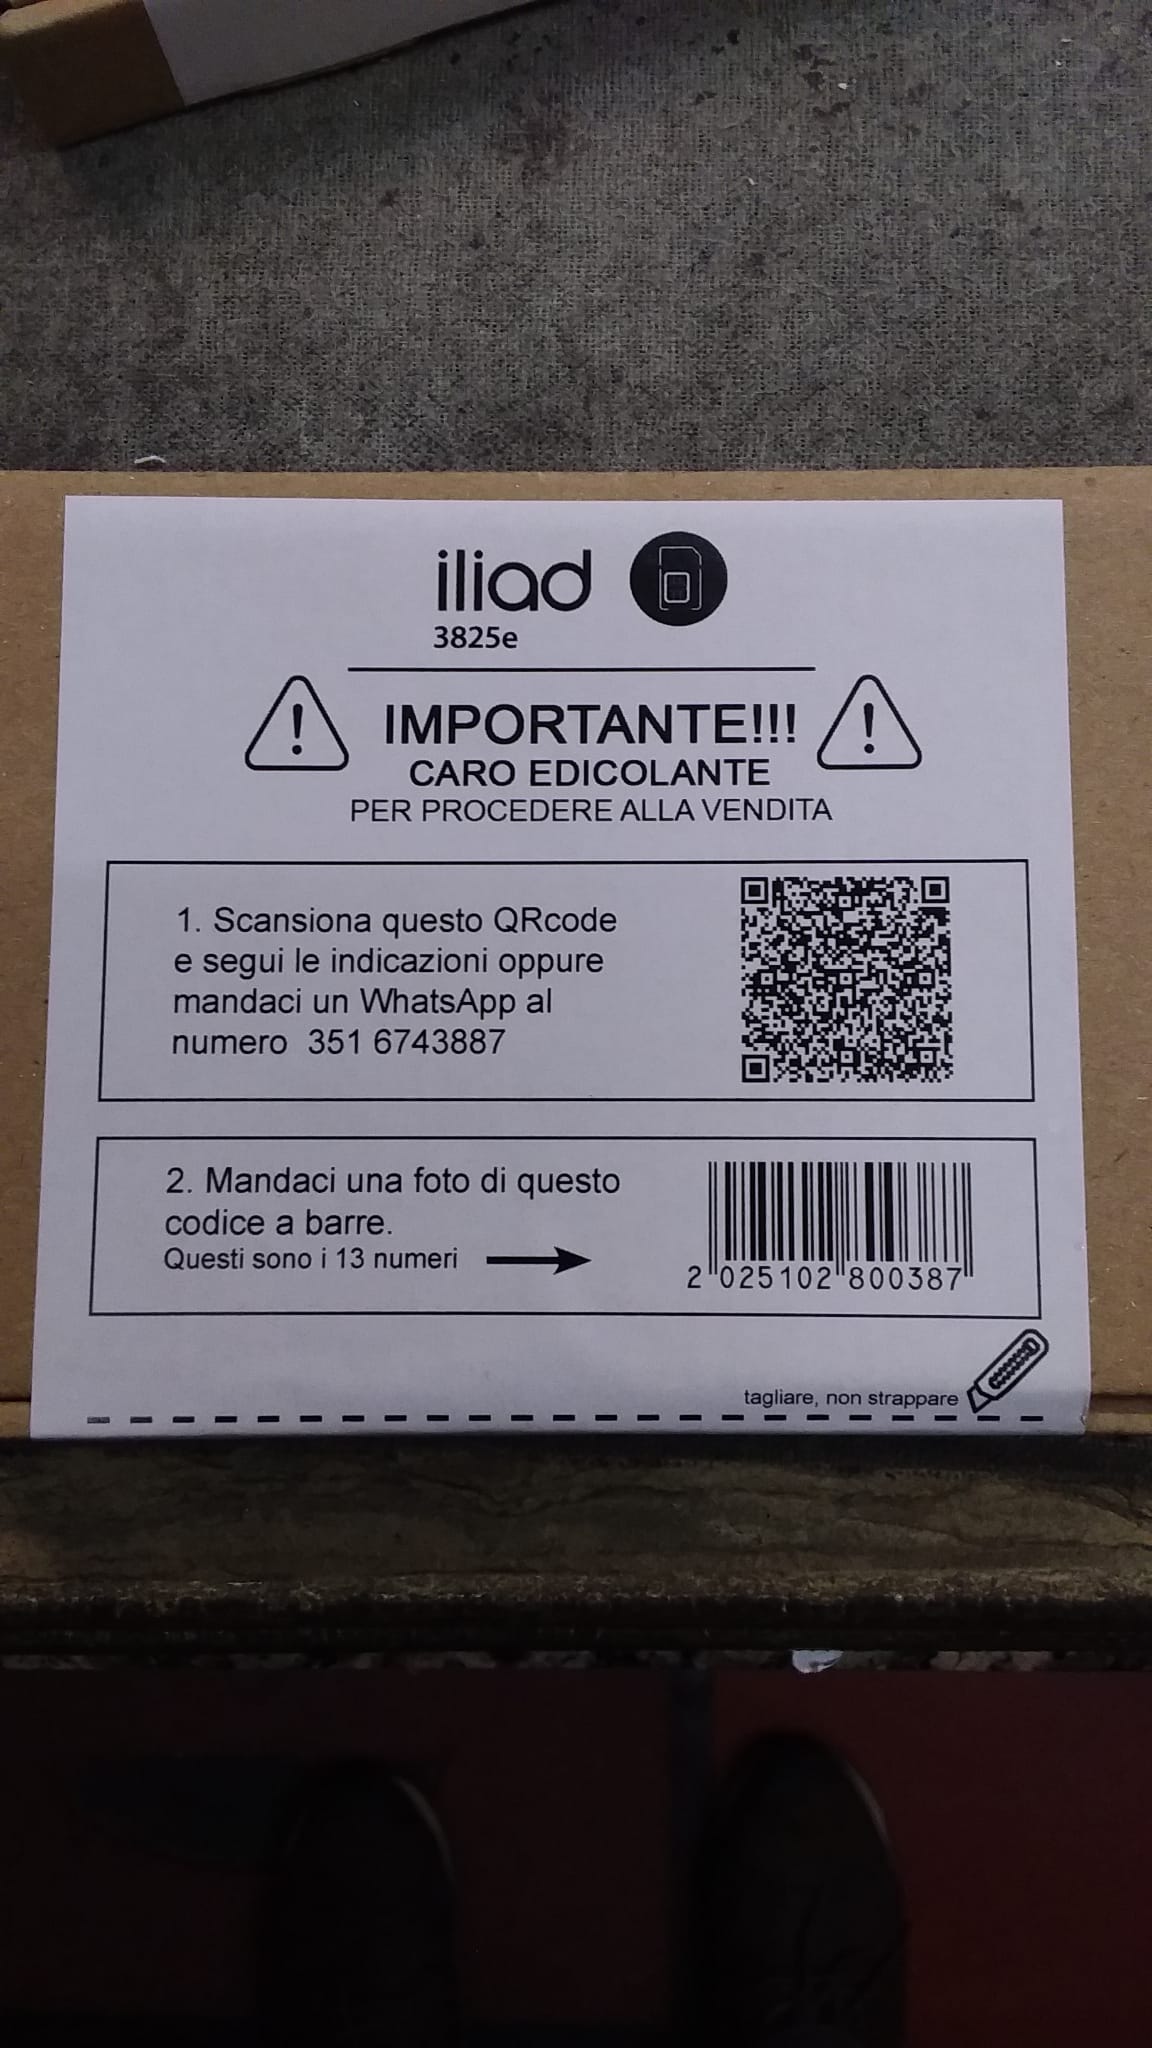 iliad
3825e
IMPORTANTE!!!
CARO EDICOLANTE
PER PROCEDERE ALLA VENDITA
1. Scansiona questo QRcode
e segui le indicazioni oppure
mandaci un WhatsApp al
numero 351 6743887
2. Mandaci una foto di questo
codice a barre.
Questi sono i 13 numeri
2 025102 800387
tagliare, non strappare